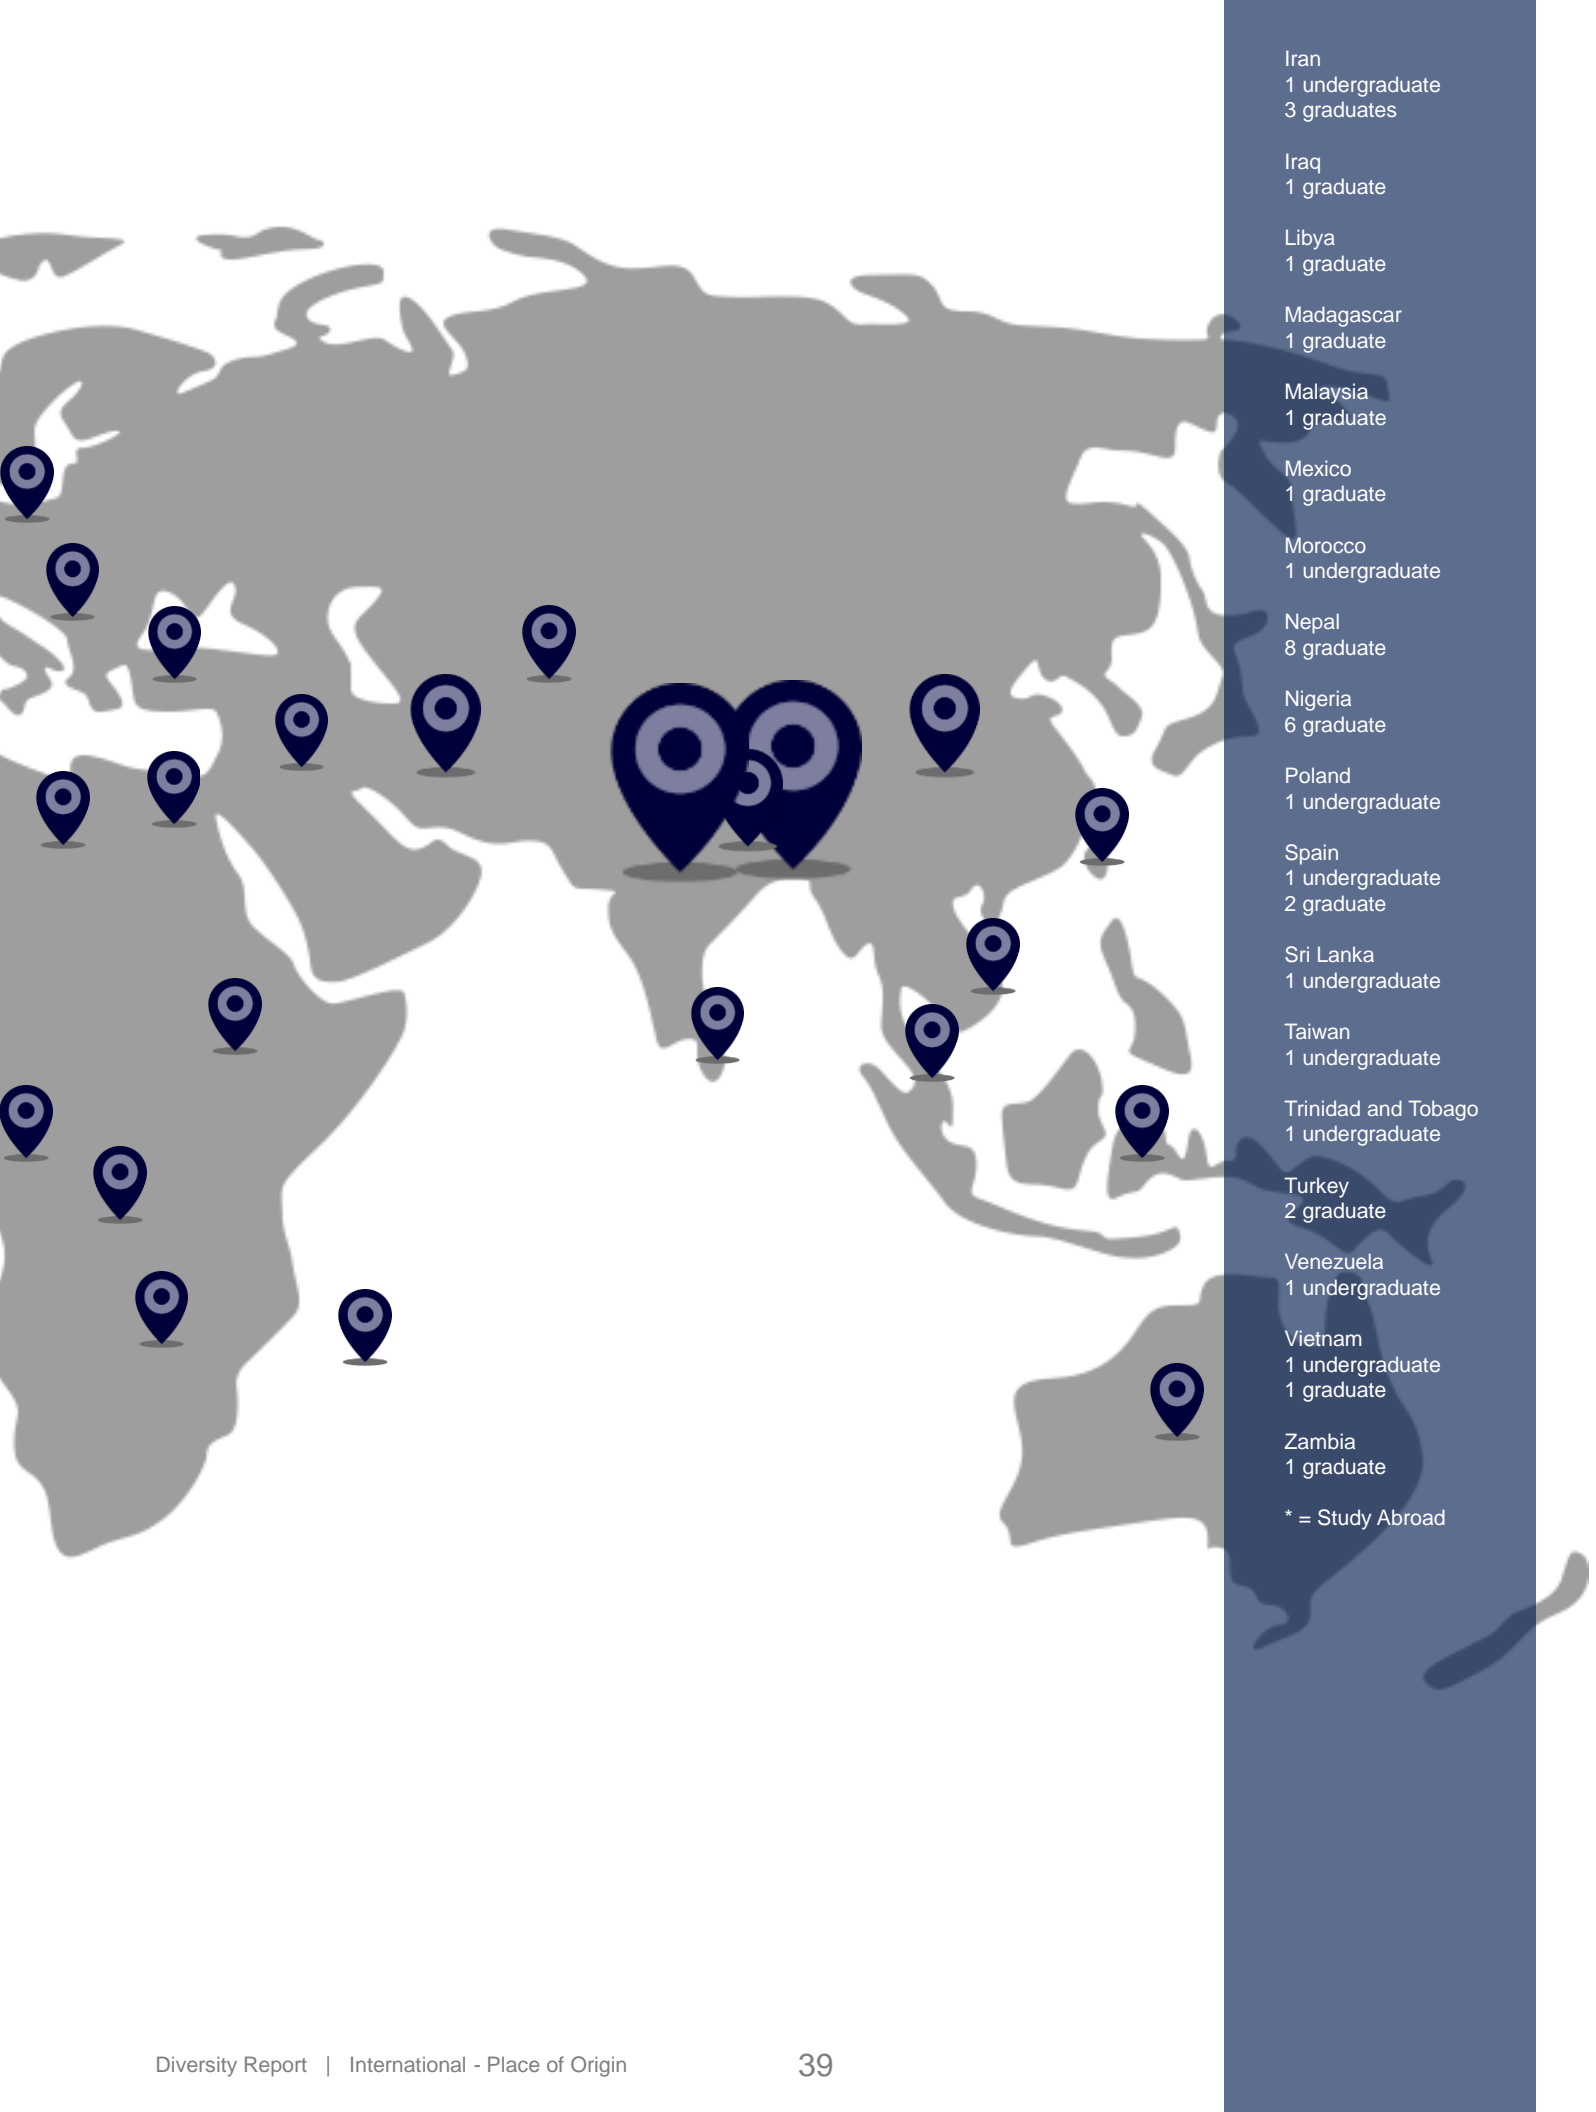 Iran
1 undergraduate
3 graduates
Iraq
1 graduate
Libya
1 graduate
Madagascar
1 graduate
Malaysia
1 graduate
Mexico
1 graduate
Morocco
1 undergraduate
Nepal
8 graduate
Nigeria
6 graduate
Poland
1 undergraduate
Spain
1 undergraduate
2 graduate
Sri Lanka
1 undergraduate
Taiwan
1 undergraduate
Trinidad and Tobago
1 undergraduate
Turkey
2 graduate
Venezuela
1 undergraduate
Vietnam
1 undergraduate
1 graduate
Zambia
1 graduate
* = Study Abroad
Diversity Report | International - Place of Origin 39